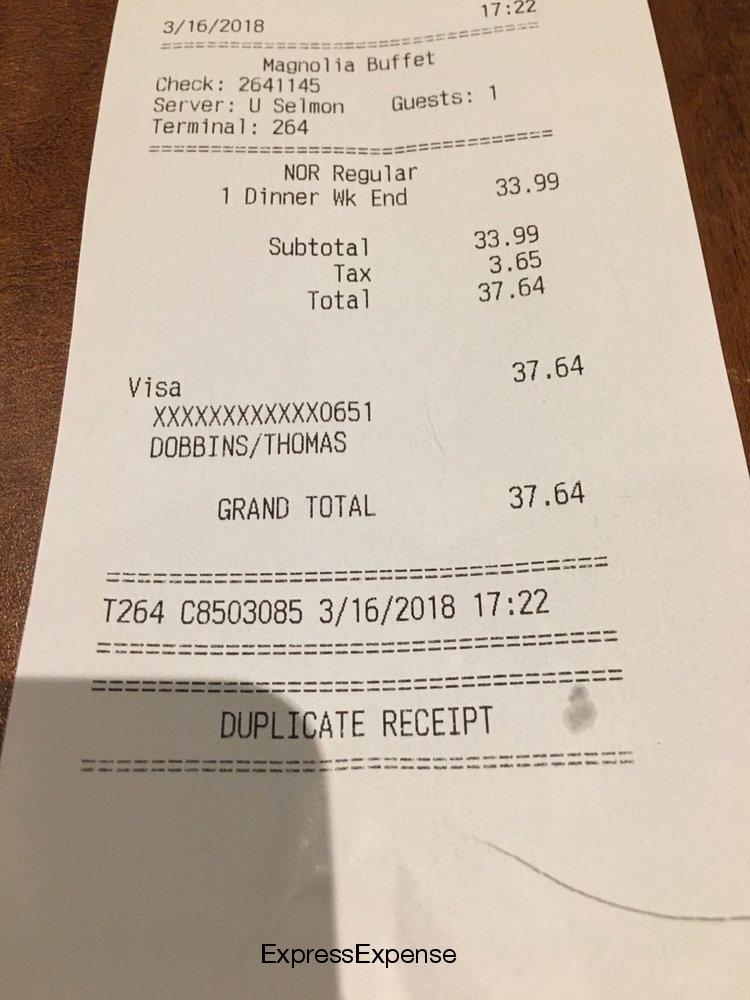 3/16/2018 17:22
================================
Magnolia Buffet
Check: 2641145
Server: U Selmon Guests: 1
Terminal: 264
================================
NOR Regular
1 Dinner Wk End 33.99
Subtotal 33.99
Tax 3.65
Total 37.64
Visa 37.64
XXXXXXXXXXXX0651
DOBBINS/THOMAS
GRAND TOTAL 37.64
================================
T264 C8503085 3/16/2018 17:22
================================
================================
DUPLICATE RECEIPT
================================
ExpressExpense